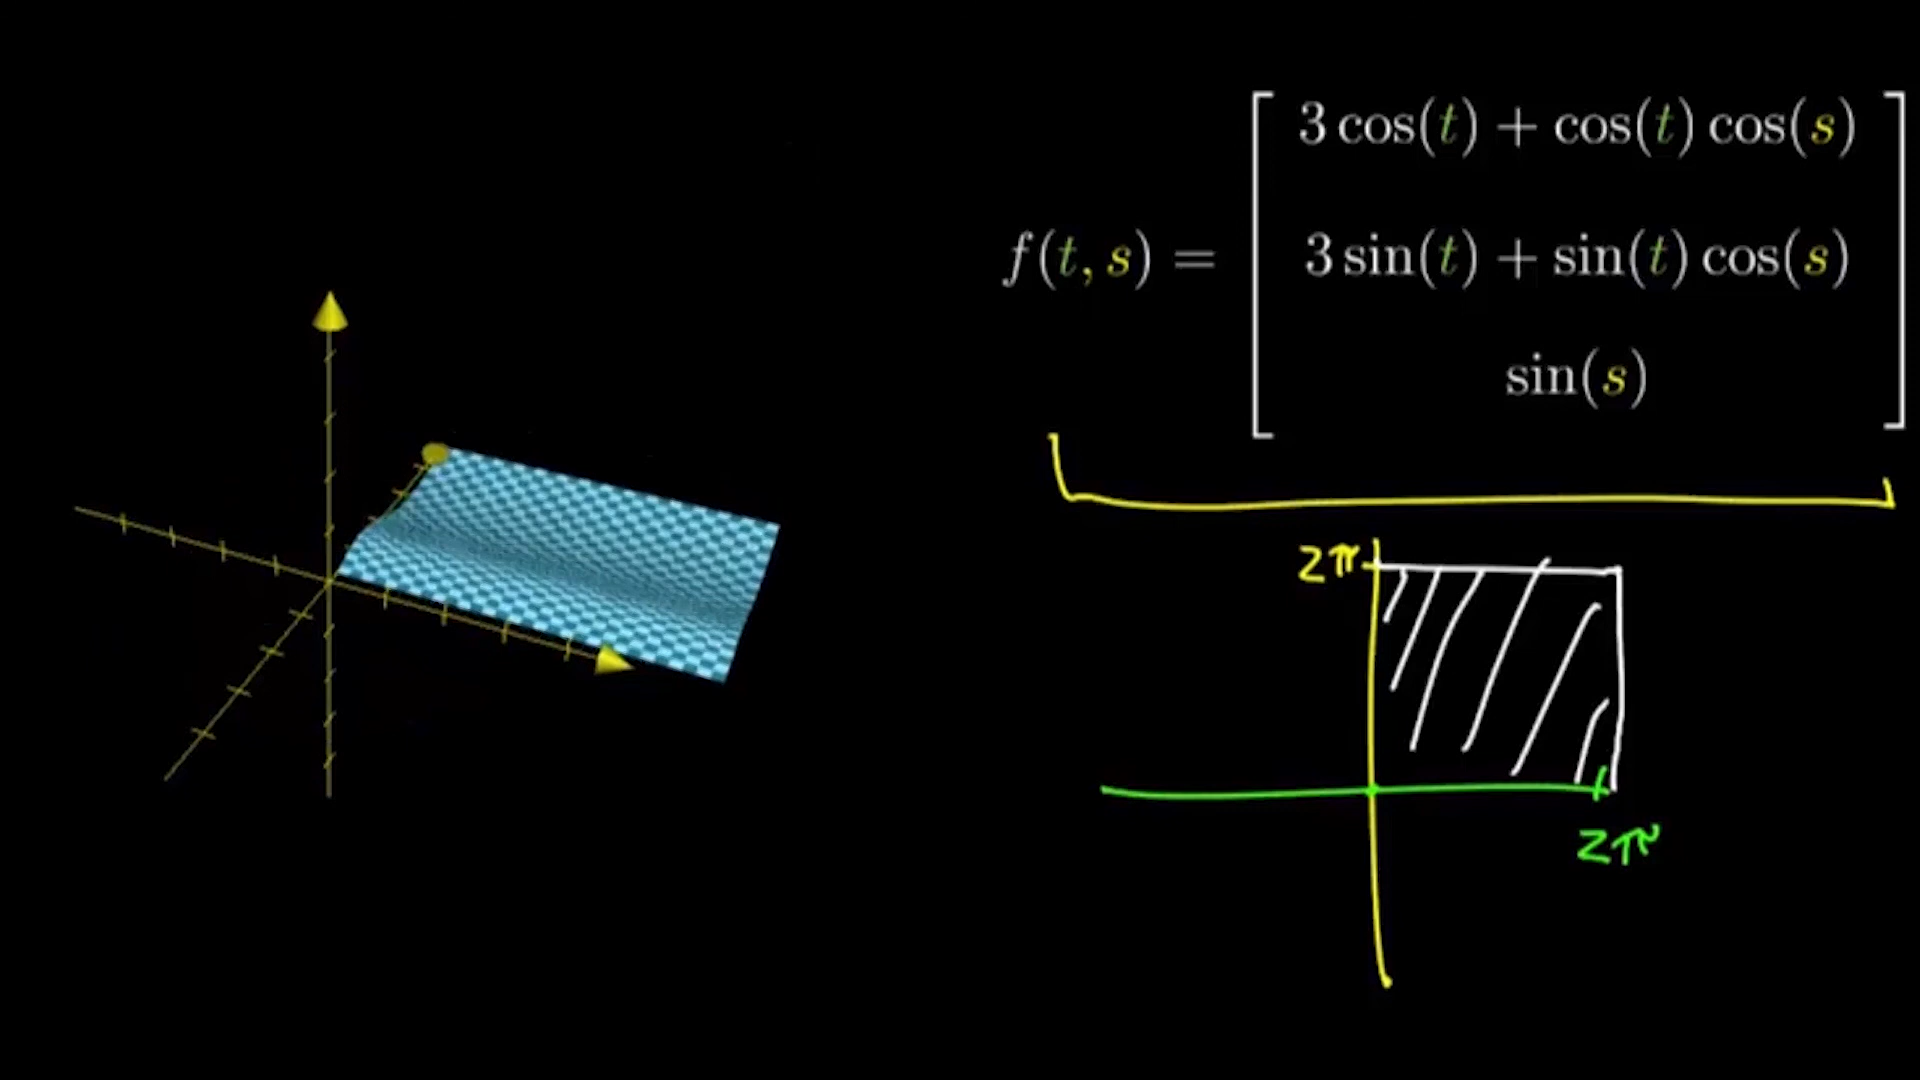 f(t, s) =
3 cos(t) + cos(t) cos(s)
3 sin(t) + sin(t) cos(s)
sin(s)
2π
2π